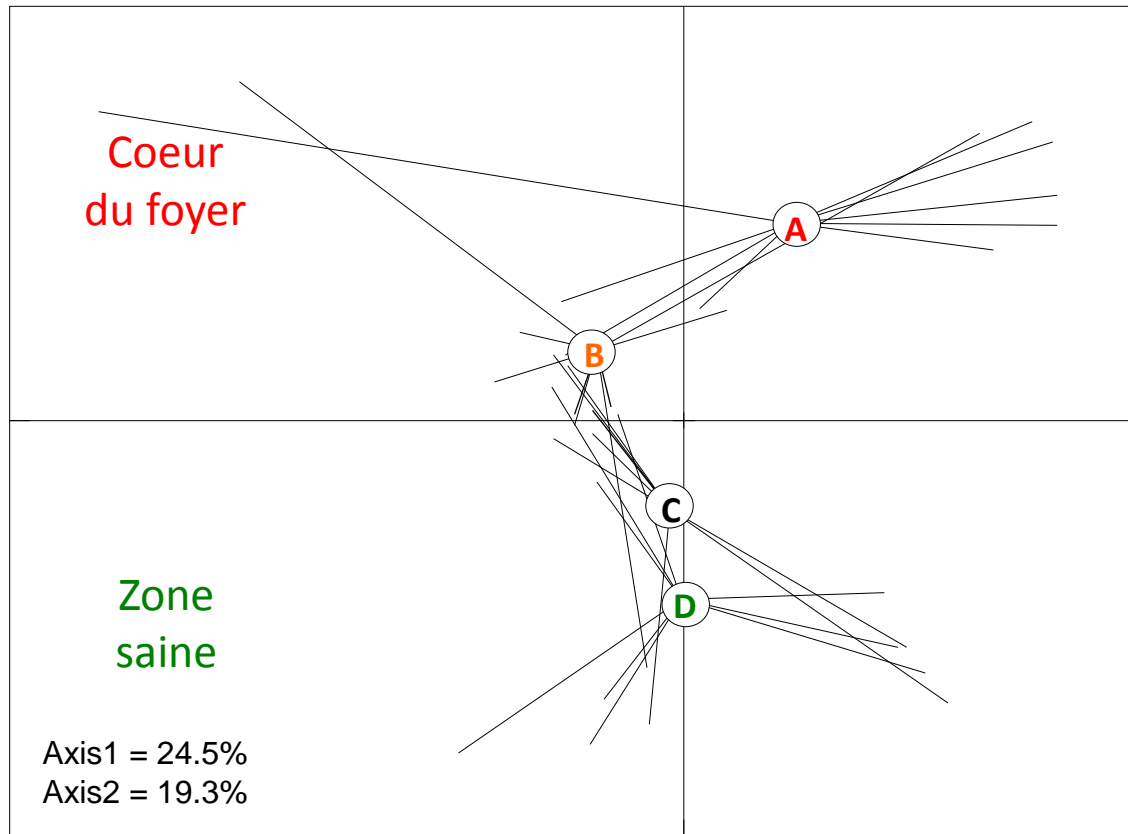 Coeur
du foyer
A
B
C
D
Zone
saine
Axis1 = 24.5%
Axis2 = 19.3%